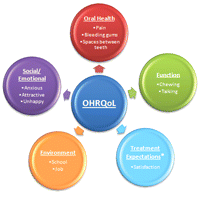 Oral Health
•Pain
•Bleeding gums
•Spaces between
teeth
Social/
Emotional
•Anxious
•Attractive
•Unhappy
Function
•Chewing
•Talking
OHRQoL
Environment
•School
•Job
Treatment
Expectations*
•Satisfaction